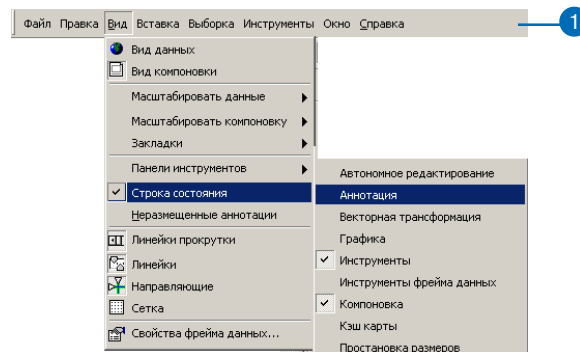 Файл Правка Вид Вставка Выборка Инструменты Окно Справка
1
Вид данных
Вид компоновки
Масштабировать данные
Масштабировать компоновку
Закладки
Панели инструментов
Строка состояния
Неразмещенные аннотации
Линейки прокрутки
Линейки
Направляющие
Сетка
Свойства фрейма данных...
Автономное редактирование
Аннотация
Векторная трансформация
Графика
Инструменты
Инструменты фрейма данных
Компоновка
Кэш карты
Простановка размеров